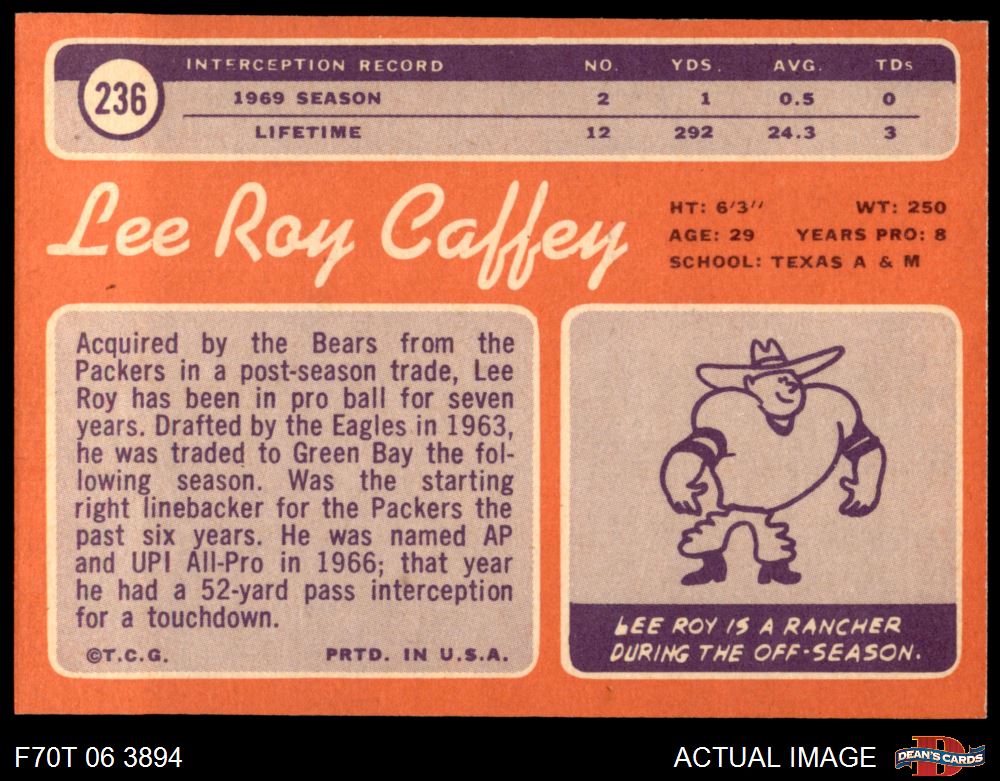 INTERCEPTION RECORD NO. YDS. AVG. TDs
236
1969 SEASON 2 1 0.5 0
LIFETIME 12 292 24.3 3
Lee Roy Caffey
HT: 6'3" WT: 250
AGE: 29 YEARS PRO: 8
SCHOOL: TEXAS A & M
Acquired by the Bears from the
Packers in a post-season trade, Lee
Roy has been in pro ball for seven
years. Drafted by the Eagles in 1963,
he was traded to Green Bay the fol-
lowing season. Was the starting
right linebacker for the Packers the
past six years. He was named AP
and UPI All-Pro in 1966; that year
he had a 52-yard pass interception
for a touchdown.
©T.C.G. PRTD. IN U.S.A.
LEE ROY IS A RANCHER
DURING THE OFF-SEASON.
F70T 06 3894
ACTUAL IMAGE
D
DEAN'S CARDS